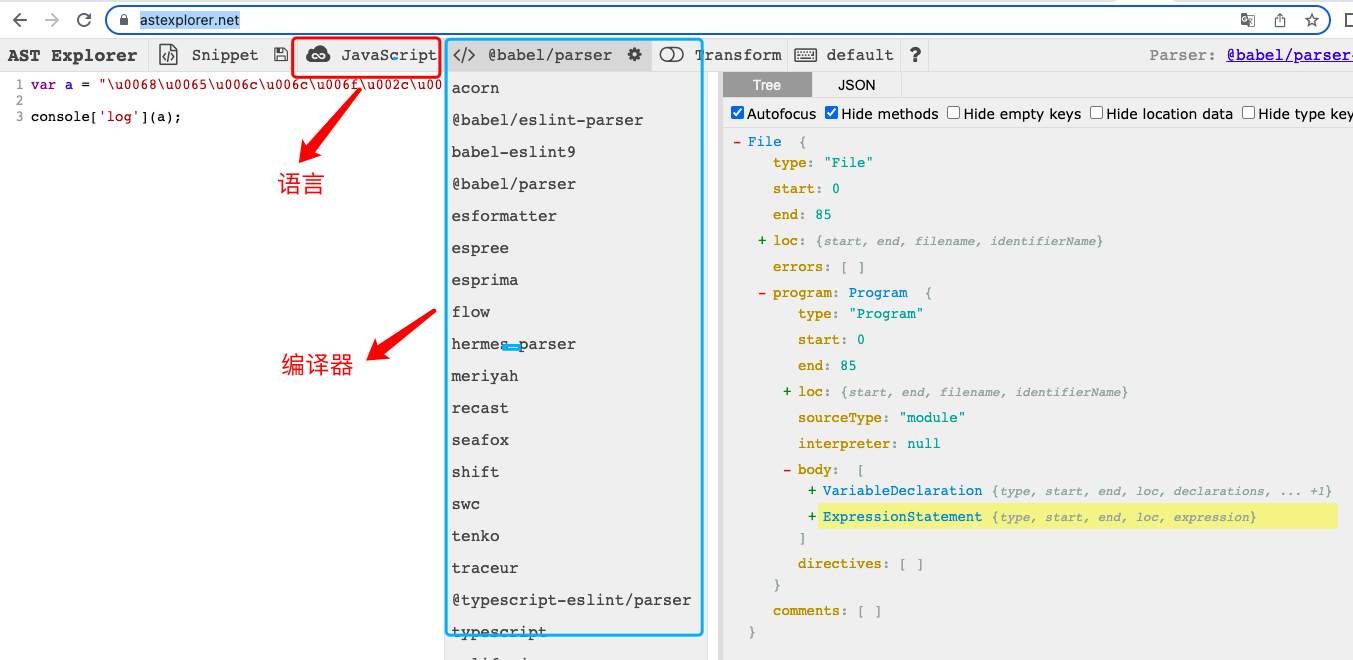 astexplorer.net
AST Explorer Snippet JavaScript </> @babel/parser Transform default ? Parser: @babel/parser-
1 var a = "\u0068\u0065\u006c\u006c\u006f\u002c\u00
2
3 console['log'](a);
语言
编译器
acorn
@babel/eslint-parser
babel-eslint9
@babel/parser
esformatter
espree
esprima
flow
hermes-parser
meriyah
recast
seafox
shift
swc
tenko
traceur
@typescript-eslint/parser
typescript
Tree JSON
Autofocus Hide methods Hide empty keys Hide location data Hide type key
- File {
type: "File"
start: 0
end: 85
+ loc: {start, end, filename, identifierName}
errors: [ ]
- program: Program {
type: "Program"
start: 0
end: 85
+ loc: {start, end, filename, identifierName}
sourceType: "module"
interpreter: null
- body: [
+ VariableDeclaration {type, start, end, loc, declarations, ... +1}
+ ExpressionStatement {type, start, end, loc, expression}
]
directives: [ ]
}
comments: [ ]
}